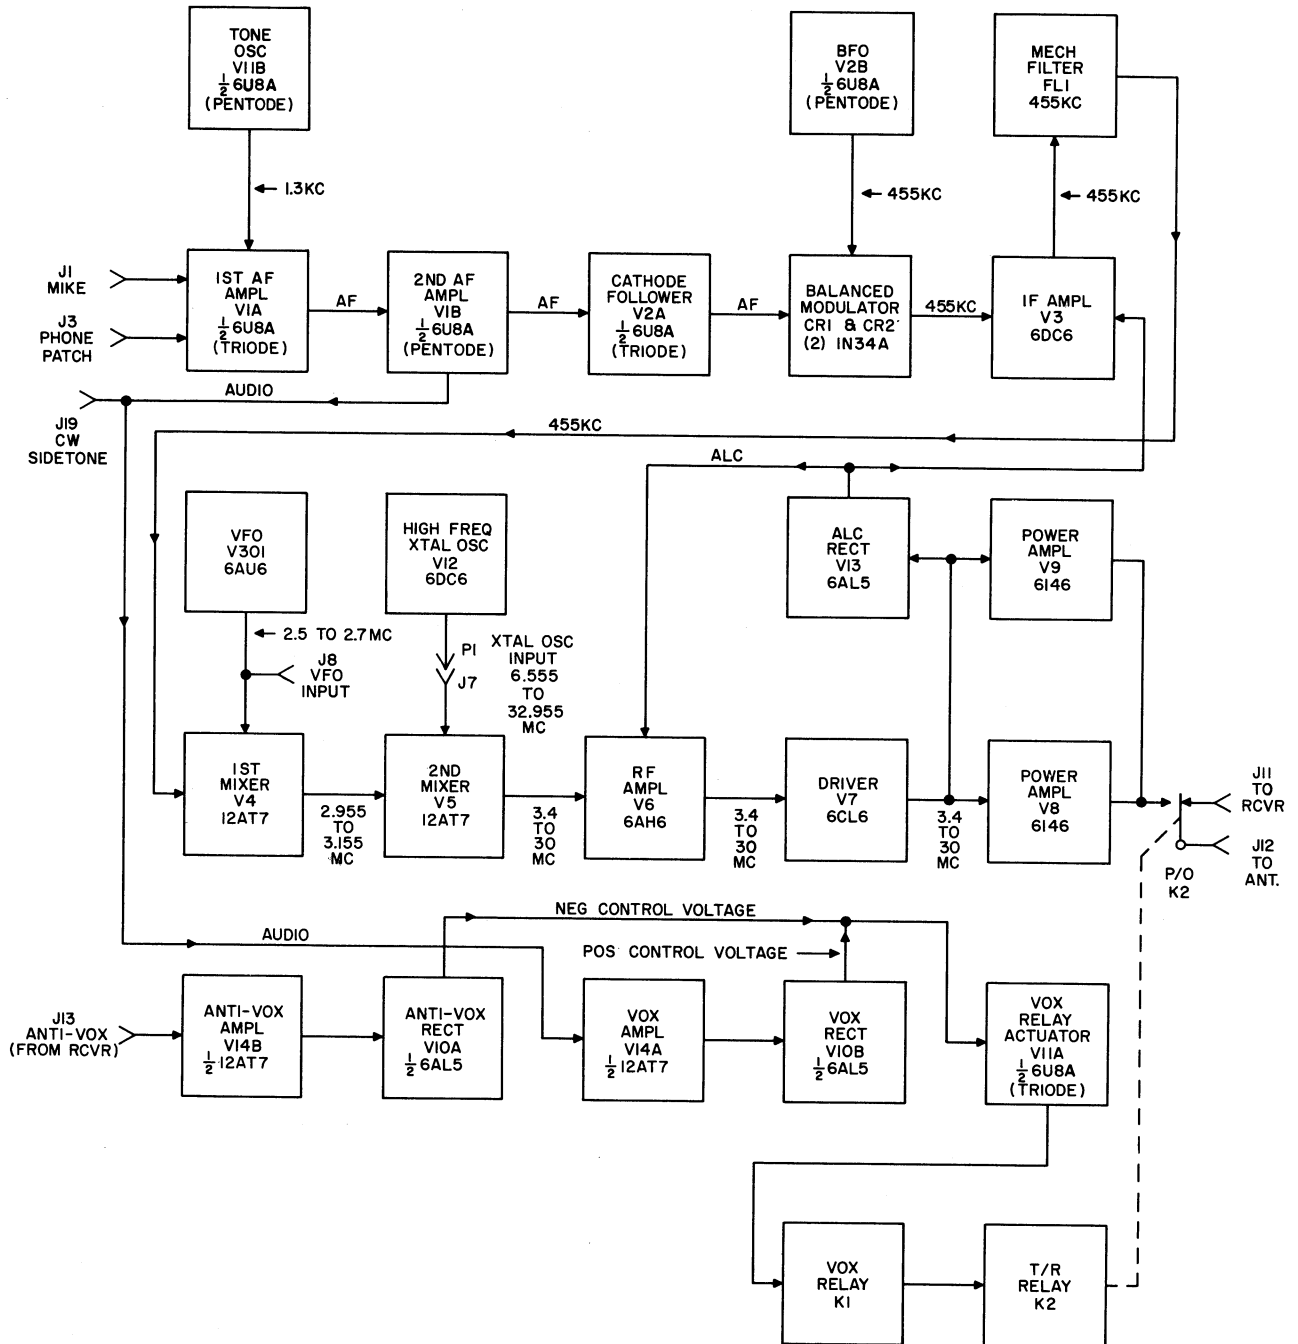 TONE
OSC
V11B
½ 6U8A
(PENTODE)
BFO
V2B
½ 6U8A
(PENTODE)
MECH
FILTER
FL1
455KC
1.3KC
455KC
455KC
J1
MIKE
J3
PHONE
PATCH
1ST AF
AMPL
V1A
½ 6U8A
(TRIODE)
AF
2ND AF
AMPL
V1B
½ 6U8A
(PENTODE)
AF
CATHODE
FOLLOWER
V2A
½ 6U8A
(TRIODE)
AF
BALANCED
MODULATOR
CR1 & CR2
(2) 1N34A
455KC
IF AMPL
V3
6DC6
AUDIO
J19
CW
SIDETONE
455KC
ALC
VFO
V301
6AU6
HIGH FREQ
XTAL OSC
V12
6DC6
ALC
RECT
V13
6AL5
POWER
AMPL
V9
6146
2.5 TO 2.7MC
J8
VFO
INPUT
P1
J7
XTAL OSC
INPUT
6.555
TO
32.955
MC
1ST
MIXER
V4
12AT7
2.955
TO
3.155
MC
2ND
MIXER
V5
12AT7
3.4
TO
30
MC
RF
AMPL
V6
6AH6
3.4
TO
30
MC
DRIVER
V7
6CL6
3.4
TO
30
MC
POWER
AMPL
V8
6146
J11
TO
RCVR
J12
TO
ANT.
P/O
K2
NEG CONTROL VOLTAGE
AUDIO
POS CONTROL VOLTAGE
J13
ANTI-VOX
(FROM RCVR)
ANTI-VOX
AMPL
V14B
½ 12AT7
ANTI-VOX
RECT
V10A
½ 6AL5
VOX
AMPL
V14A
½ 12AT7
VOX
RECT
V10B
½ 6AL5
VOX
RELAY
ACTUATOR
V11A
½ 6U8A
(TRIODE)
VOX
RELAY
K1
T/R
RELAY
K2